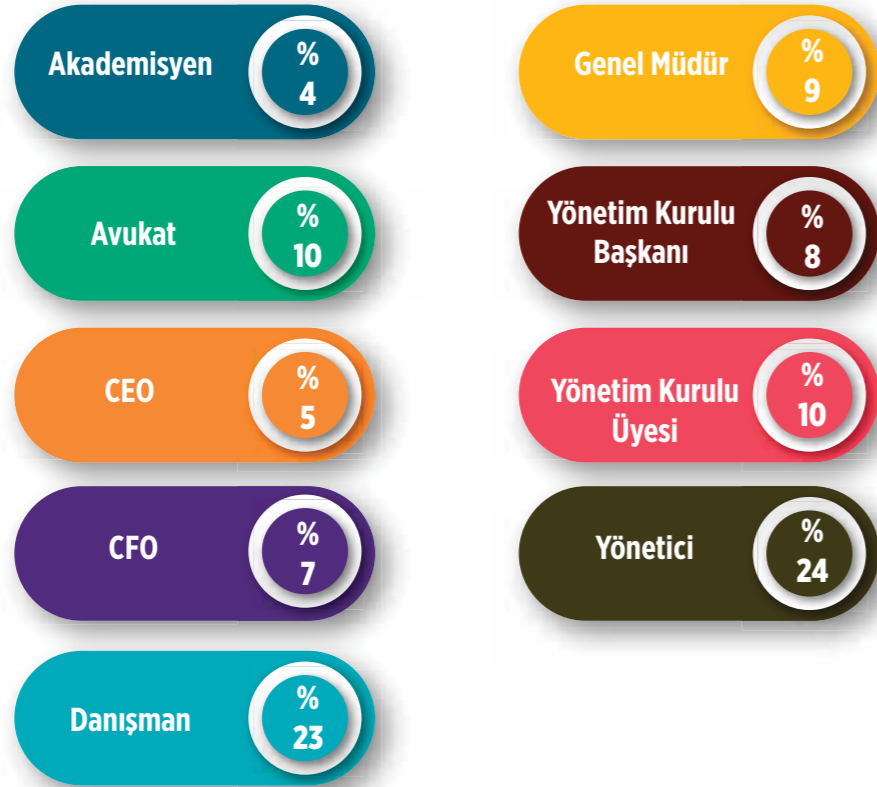 Akademisyen
%
4
Avukat
%
10
CEO
%
5
CFO
%
7
Danışman
%
23
Genel Müdür
%
9
Yönetim Kurulu
Başkanı
%
8
Yönetim Kurulu
Üyesi
%
10
Yönetici
%
24